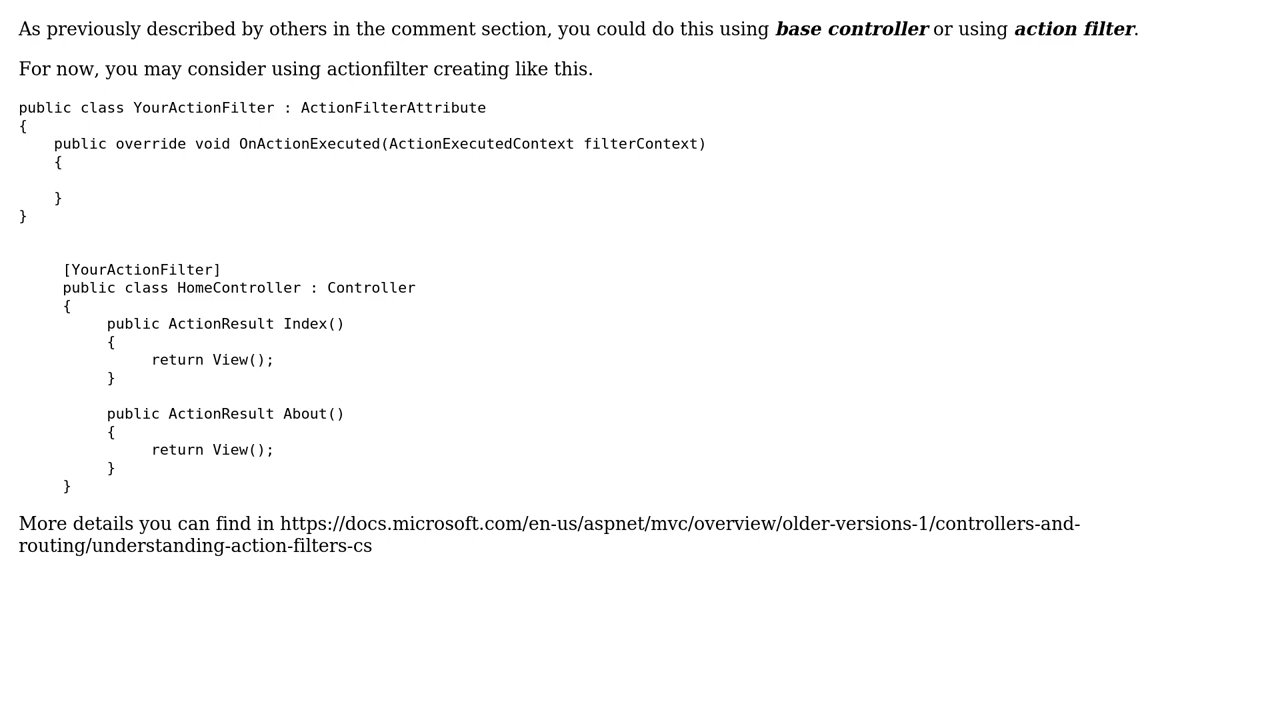 As previously described by others in the comment section, you could do this using base controller or using action filter.
For now, you may consider using actionfilter creating like this.
public class YourActionFilter : ActionFilterAttribute
{
    public override void OnActionExecuted(ActionExecutedContext filterContext)
    {

    }
}


     [YourActionFilter]
     public class HomeController : Controller
     {
          public ActionResult Index()
          {
               return View();
          }

          public ActionResult About()
          {
               return View();
          }
     }
More details you can find in https://docs.microsoft.com/en-us/aspnet/mvc/overview/older-versions-1/controllers-and-
routing/understanding-action-filters-cs